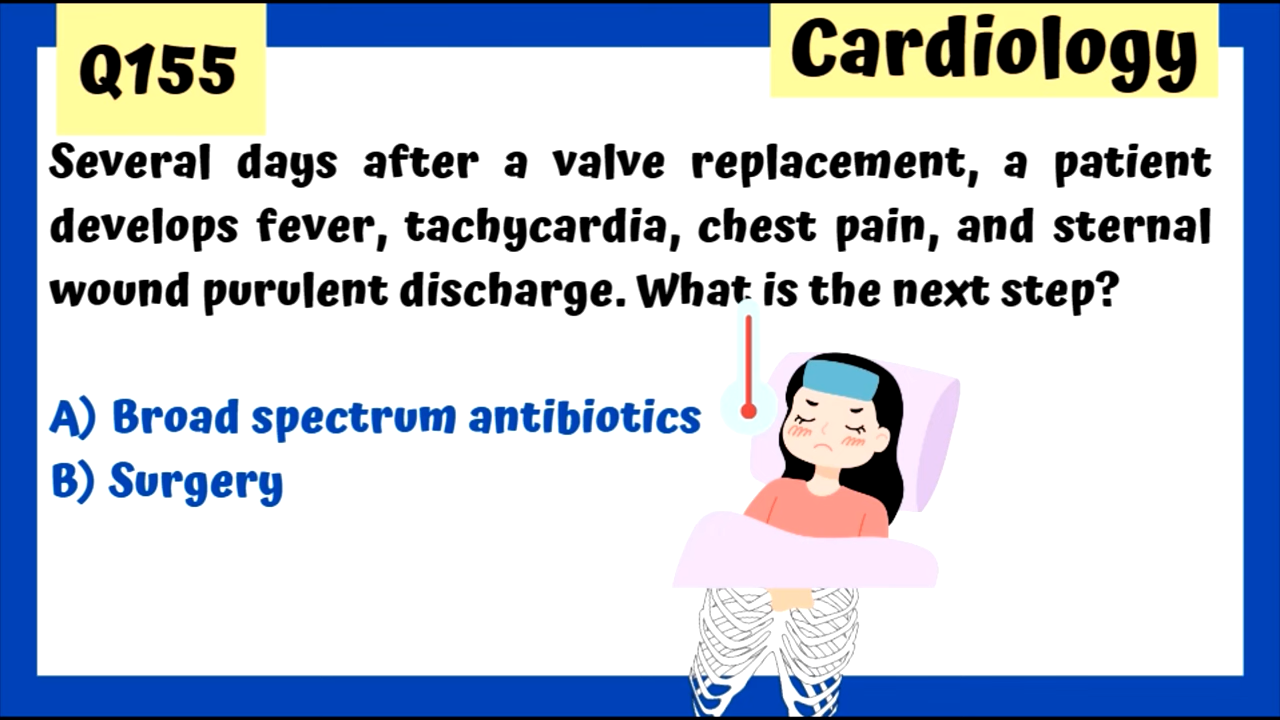 Q155
Cardiology
Several days after a valve replacement, a patient
develops fever, tachycardia, chest pain, and sternal
wound purulent discharge. What is the next step?
A) Broad spectrum antibiotics
B) Surgery